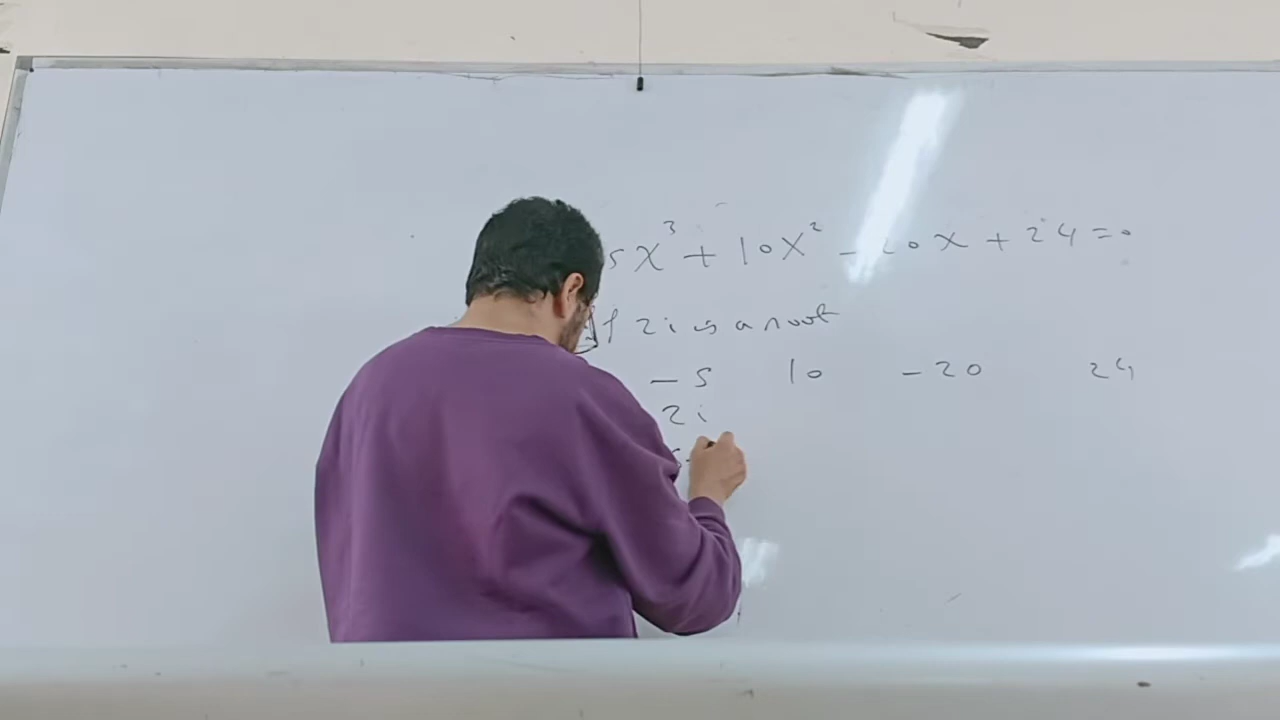 5x³ + 10x² - 20x + 24 = 0
if 2i is a root
-5 10 -20 24
2i